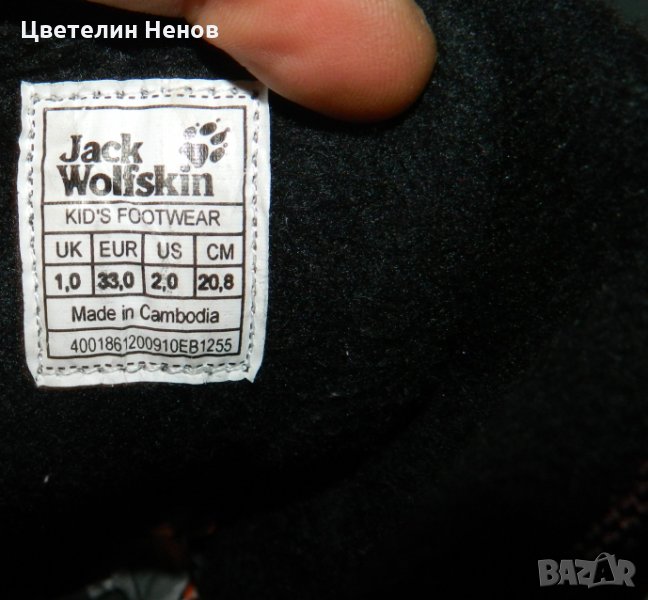 Цветелин Ненов
Jack
Wolfskin
KID'S FOOTWEAR
UK EUR US CM
1,0 33,0 2,0 20,8
Made in Cambodia
4001861200910EB1255
BAZAR